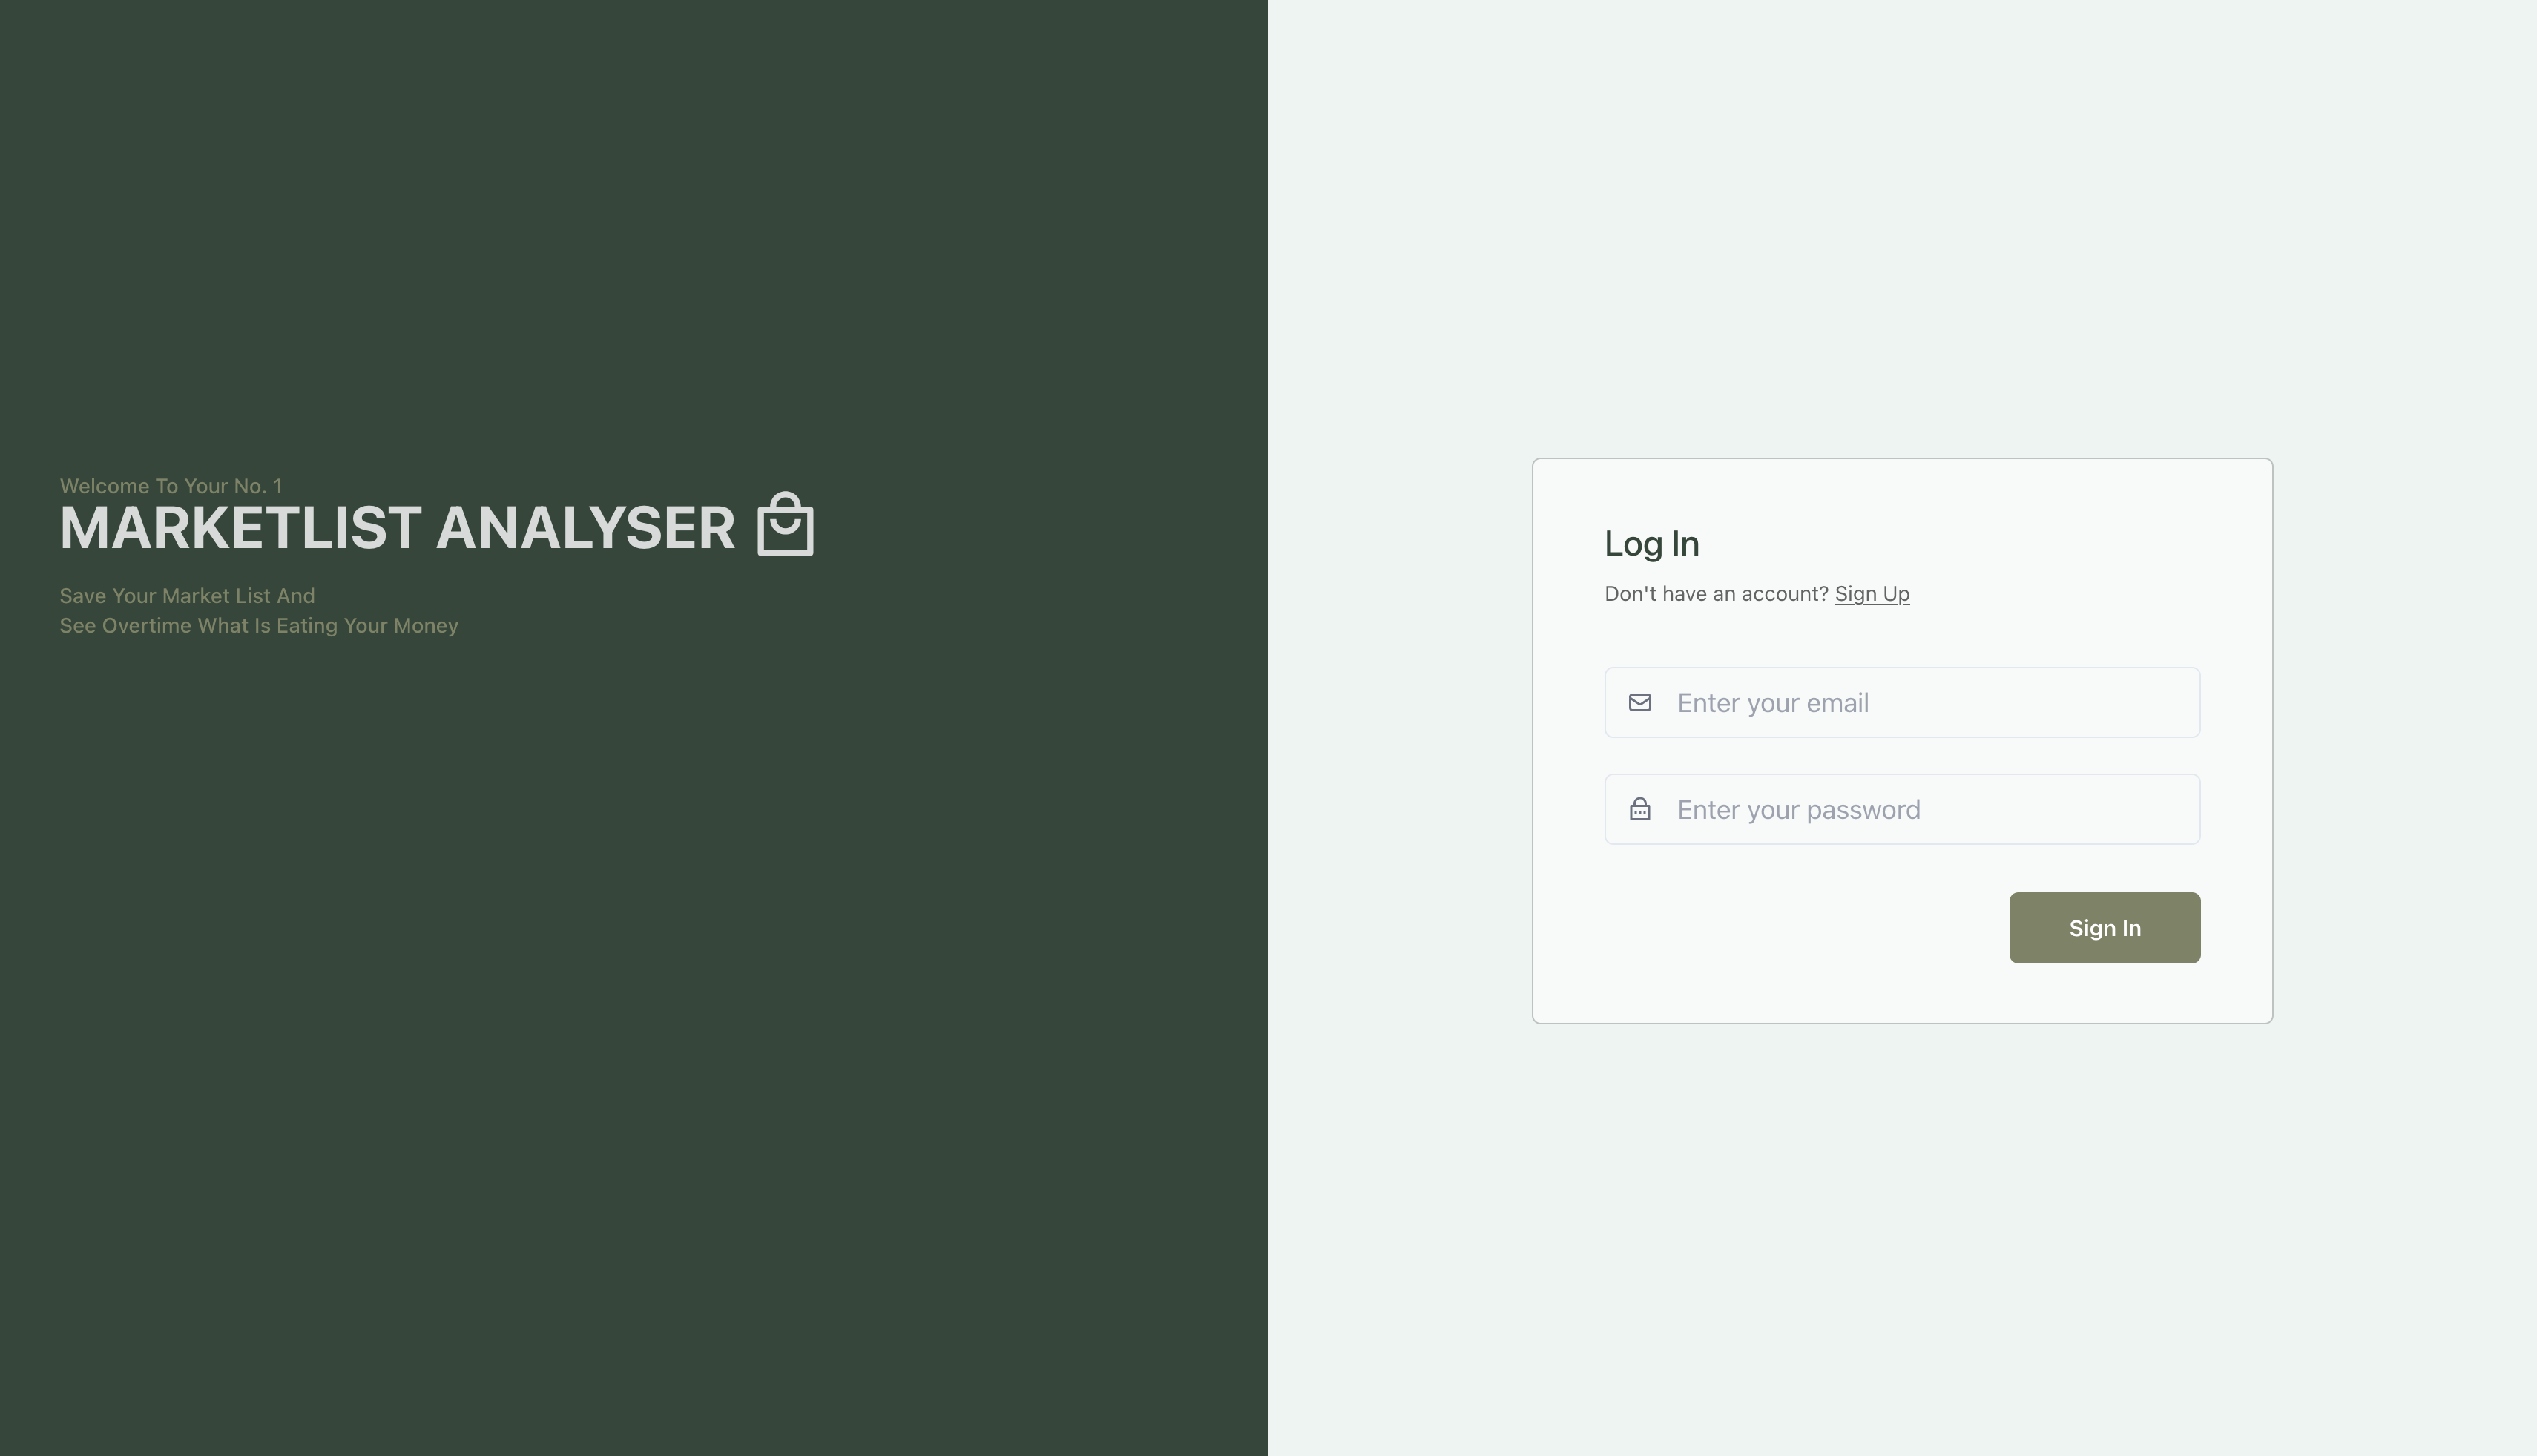 Welcome To Your No. 1
MARKETLIST ANALYSER
Save Your Market List And
See Overtime What Is Eating Your Money
Log In
Don't have an account? Sign Up
Enter your email
Enter your password
Sign In